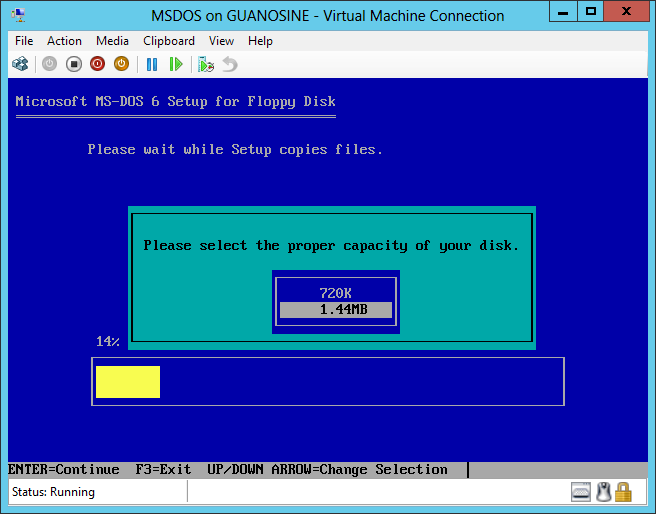 MSDOS on GUANOSINE - Virtual Machine Connection
File Action Media Clipboard View Help
Microsoft MS-DOS 6 Setup for Floppy Disk
Please wait while Setup copies files.
Please select the proper capacity of your disk.
720K
1.44MB
14%
ENTER=Continue F3=Exit UP/DOWN ARROW=Change Selection
Status: Running